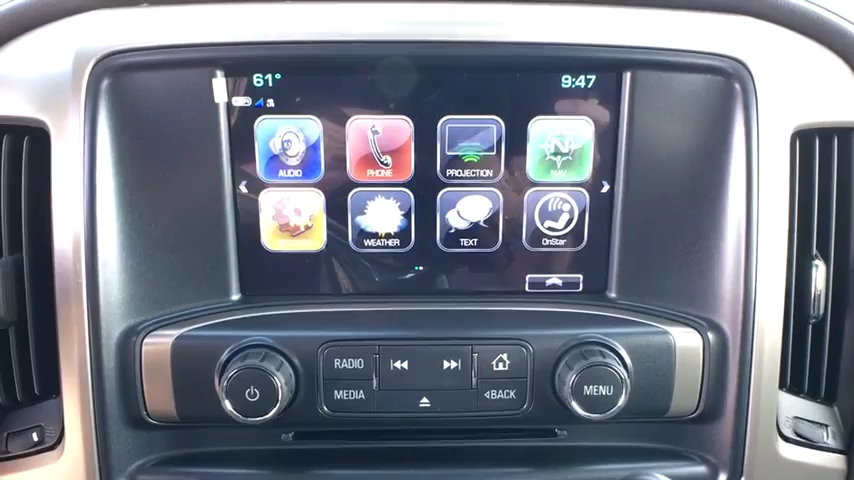 61° 9:47
AUDIO PHONE PROJECTION NAV
WEATHER TEXT OnStar
RADIO
MEDIA BACK
MENU